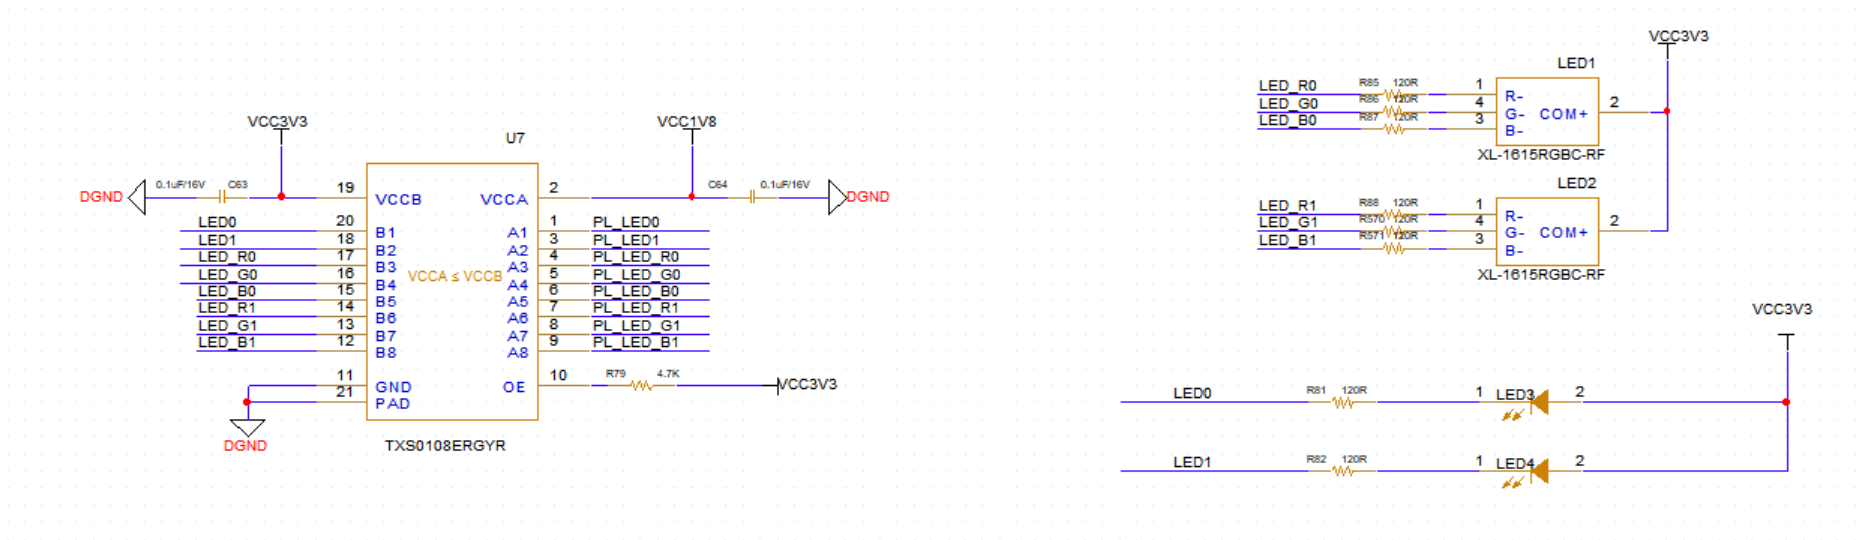 VCC3V3
VCC1V8
U7
DGND
0.1uF/16V
C63
19
VCCB
VCCA
2
C64
0.1uF/16V
DGND
LED0
20
B1
A1
1
PL_LED0
LED1
18
B2
A2
3
PL_LED1
LED_R0
17
B3
A3
4
PL_LED_R0
LED_G0
16
B4
VCCA ≤ VCCB
A4
5
PL_LED_G0
LED_B0
15
B5
A5
6
PL_LED_B0
LED_R1
14
B6
A6
7
PL_LED_R1
LED_G1
13
B7
A7
8
PL_LED_G1
LED_B1
12
B8
A8
9
PL_LED_B1
11
GND
OE
10
R79
4.7K
VCC3V3
21
PAD
DGND
TXS0108ERGYR
VCC3V3
LED1
LED_R0
R85
120R
1
R-
LED_G0
R86
120R
4
G-
COM+
2
LED_B0
R87
120R
3
B-
XL-1615RGBC-RF
LED2
LED_R1
R88
120R
1
R-
LED_G1
R570
120R
4
G-
COM+
2
LED_B1
R571
120R
3
B-
XL-1615RGBC-RF
VCC3V3
LED0
R81
120R
1
LED3
2
LED1
R82
120R
1
LED4
2